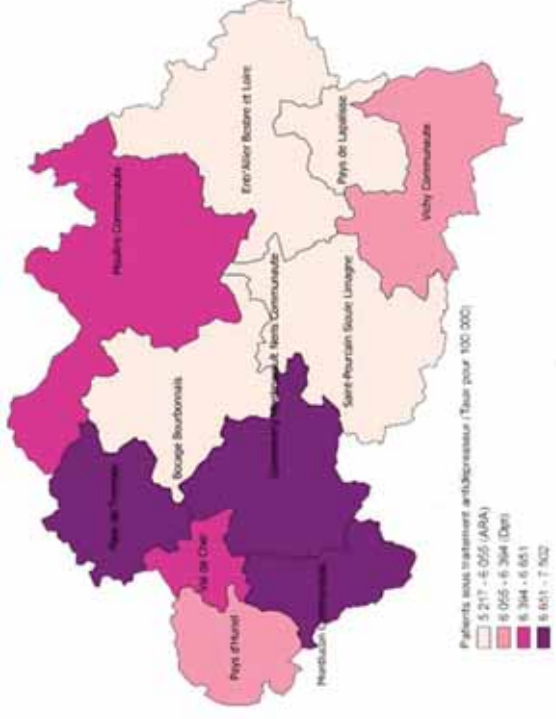 Moulins Communauté
Entr'Allier Besbre et Loire
Pays de Lapalisse
Vichy Communauté
Bocage Bourbonnais
Saint-Pourçain Sioule Limagne
Néris Communauté
Val de Cher
Pays d'Huriel
Patients sous traitement antidépresseur (Taux pour 100 000)
5 217 - 6 055 (ARA)
6 055 - 6 394 (Dpt)
6 394 - 6 651
6 651 - 7 502